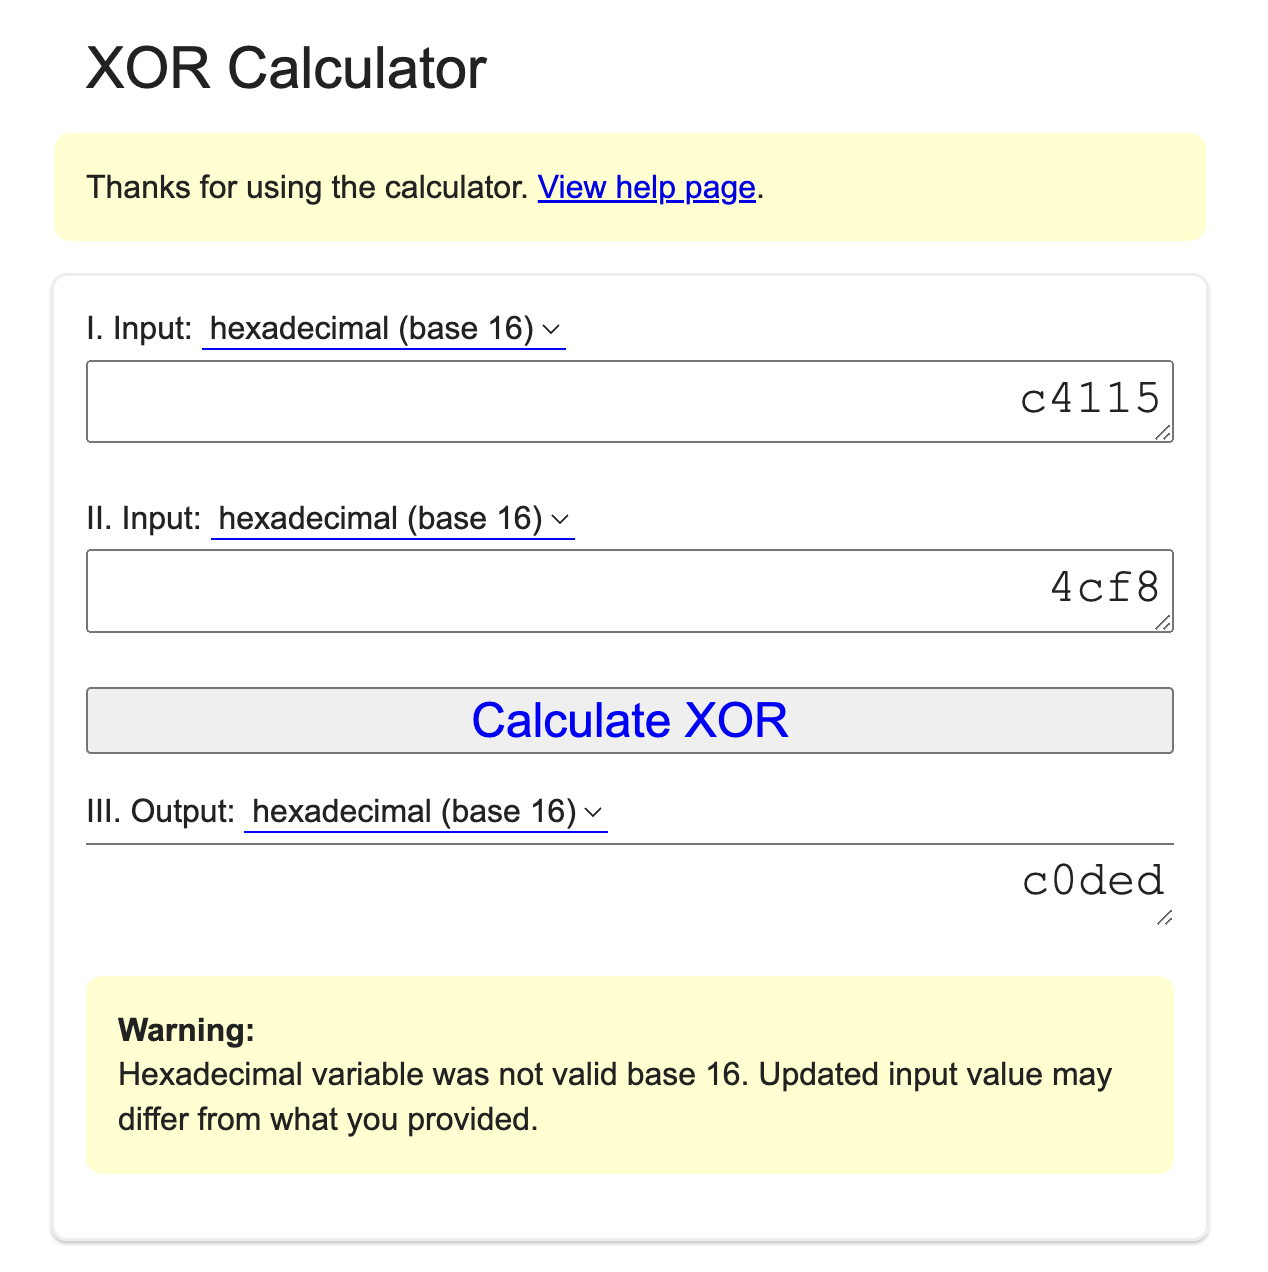 XOR Calculator
Thanks for using the calculator. View help page.
I. Input: hexadecimal (base 16)
c4115
II. Input: hexadecimal (base 16)
4cf8
Calculate XOR
III. Output: hexadecimal (base 16)
c0ded
Warning:
Hexadecimal variable was not valid base 16. Updated input value may
differ from what you provided.